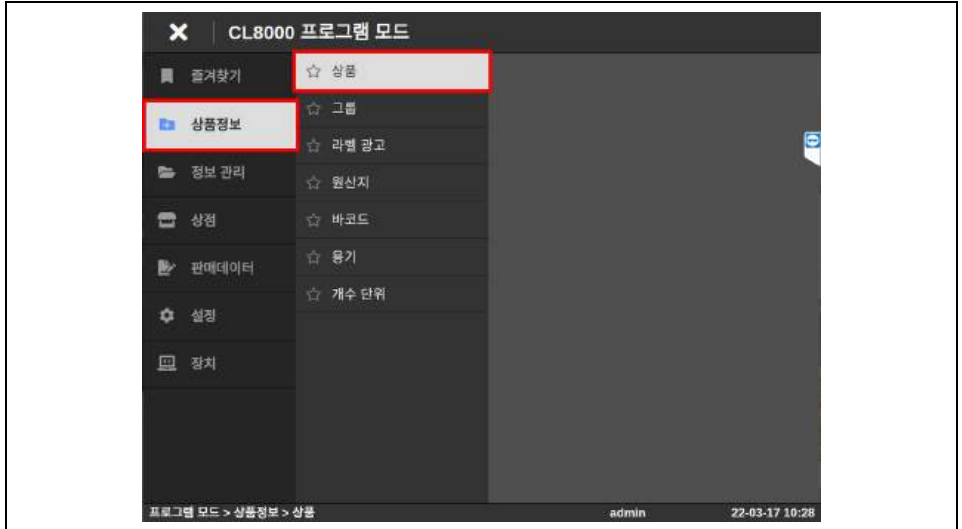 CL8000 프로그램 모드
즐겨찾기
상품정보
정보 관리
상점
판매데이터
설정
장치
상품
그룹
라벨 광고
원산지
바코드
용기
개수 단위
프로그램 모드 > 상품정보 > 상품
admin
22-03-17 10:28